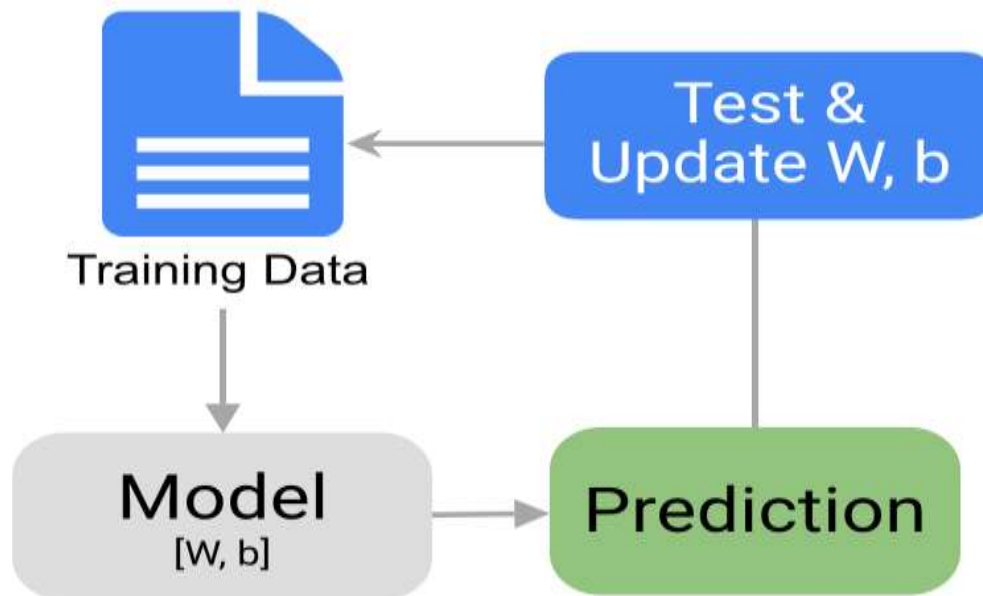 Test &
Update W, b
Training Data
Model
[W, b]
Prediction